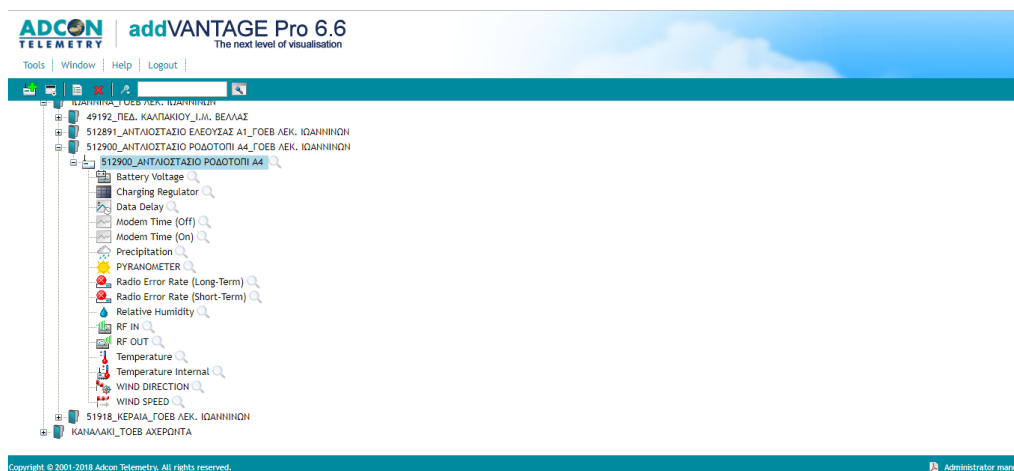 ADCON
TELEMETRY
addVANTAGE Pro 6.6
The next level of visualisation
Tools Window Help Logout
ΙΩΑΝΝΙΝΑ_ΓΟΕΒ ΛΕΚ. ΙΩΑΝΝΙΝΩΝ
49192_ΠΕΔ. ΚΑΛΠΑΚΙΟΥ_Ι.Μ. ΒΕΛΛΑΣ
512891_ΑΝΤΛΙΟΣΤΑΣΙΟ ΕΛΕΟΥΣΑΣ Α1_ΓΟΕΒ ΛΕΚ. ΙΩΑΝΝΙΝΩΝ
512900_ΑΝΤΛΙΟΣΤΑΣΙΟ ΡΟΔΟΤΟΠΙ Α4_ΓΟΕΒ ΛΕΚ. ΙΩΑΝΝΙΝΩΝ
512900_ΑΝΤΛΙΟΣΤΑΣΙΟ ΡΟΔΟΤΟΠΙ Α4
Battery Voltage
Charging Regulator
Data Delay
Modem Time (Off)
Modem Time (On)
Precipitation
PYRANOMETER
Radio Error Rate (Long-Term)
Radio Error Rate (Short-Term)
Relative Humidity
RF IN
RF OUT
Temperature
Temperature Internal
WIND DIRECTION
WIND SPEED
51918_ΚΕΡΑΙΑ_ΓΟΕΒ ΛΕΚ. ΙΩΑΝΝΙΝΩΝ
ΚΑΝΑΛΑΚΙ_ΤΟΕΒ ΑΧΕΡΩΝΤΑ
Copyright © 2001-2018 Adcon Telemetry. All rights reserved. Administrator man